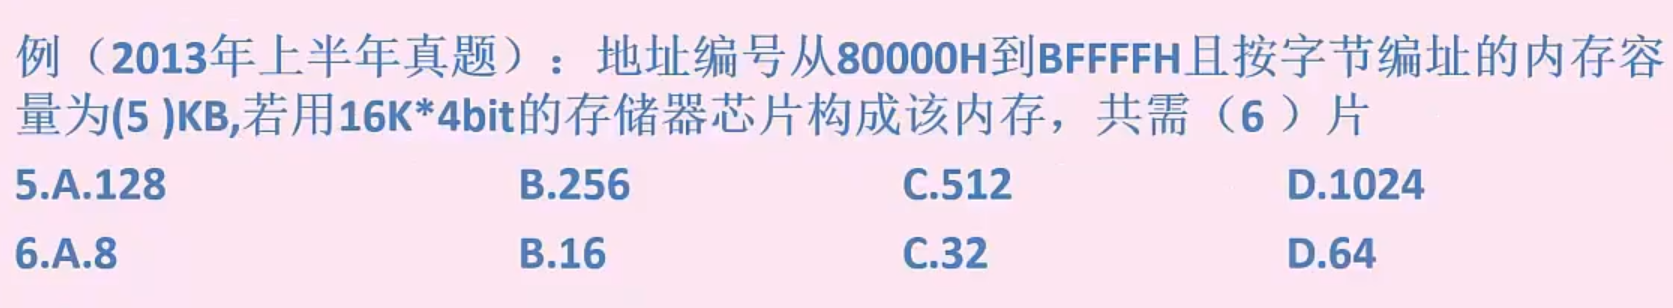 例（2013年上半年真题）：地址编号从80000H到BFFFFH且按字节编址的内存容
量为(5 )KB,若用16K*4bit的存储器芯片构成该内存，共需（6 ）片
5.A.128 B.256 C.512 D.1024
6.A.8 B.16 C.32 D.64